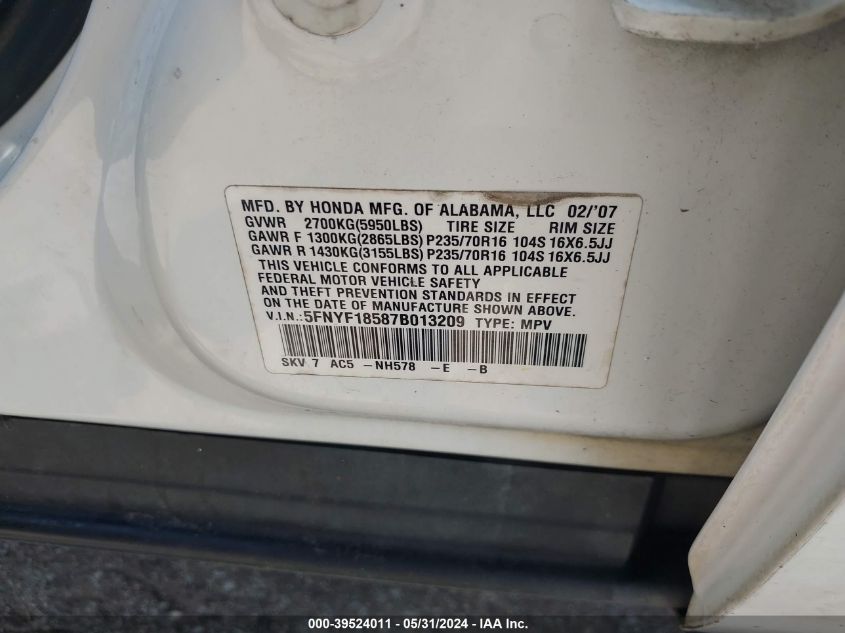 MFD. BY HONDA MFG. OF ALABAMA, LLC 02/'07
GVWR 2700KG(5950LBS) TIRE SIZE RIM SIZE
GAWR F 1300KG(2865LBS) P235/70R16 104S 16X6.5JJ
GAWR R 1430KG(3155LBS) P235/70R16 104S 16X6.5JJ
THIS VEHICLE CONFORMS TO ALL APPLICABLE
FEDERAL MOTOR VEHICLE SAFETY
AND THEFT PREVENTION STANDARDS IN EFFECT
ON THE DATE OF MANUFACTURE SHOWN ABOVE.
V.I.N.:5FNYF18587B013209 TYPE: MPV
SKV 7 AC5 -NH578 -E -B
000-39524011 - 05/31/2024 - IAA Inc.